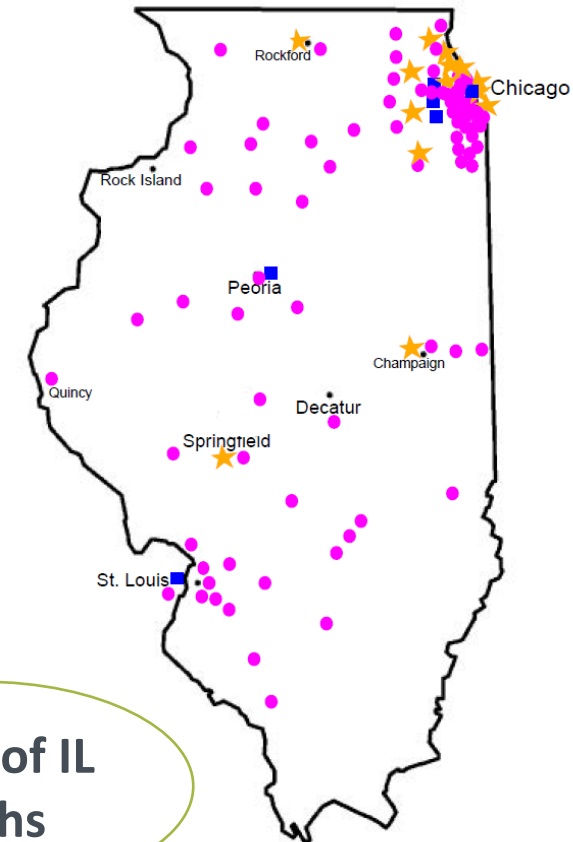 Rockford
Chicago
Rock Island
Peoria
Champaign
Quincy
Decatur
Springfield
St. Louis
of IL
hs